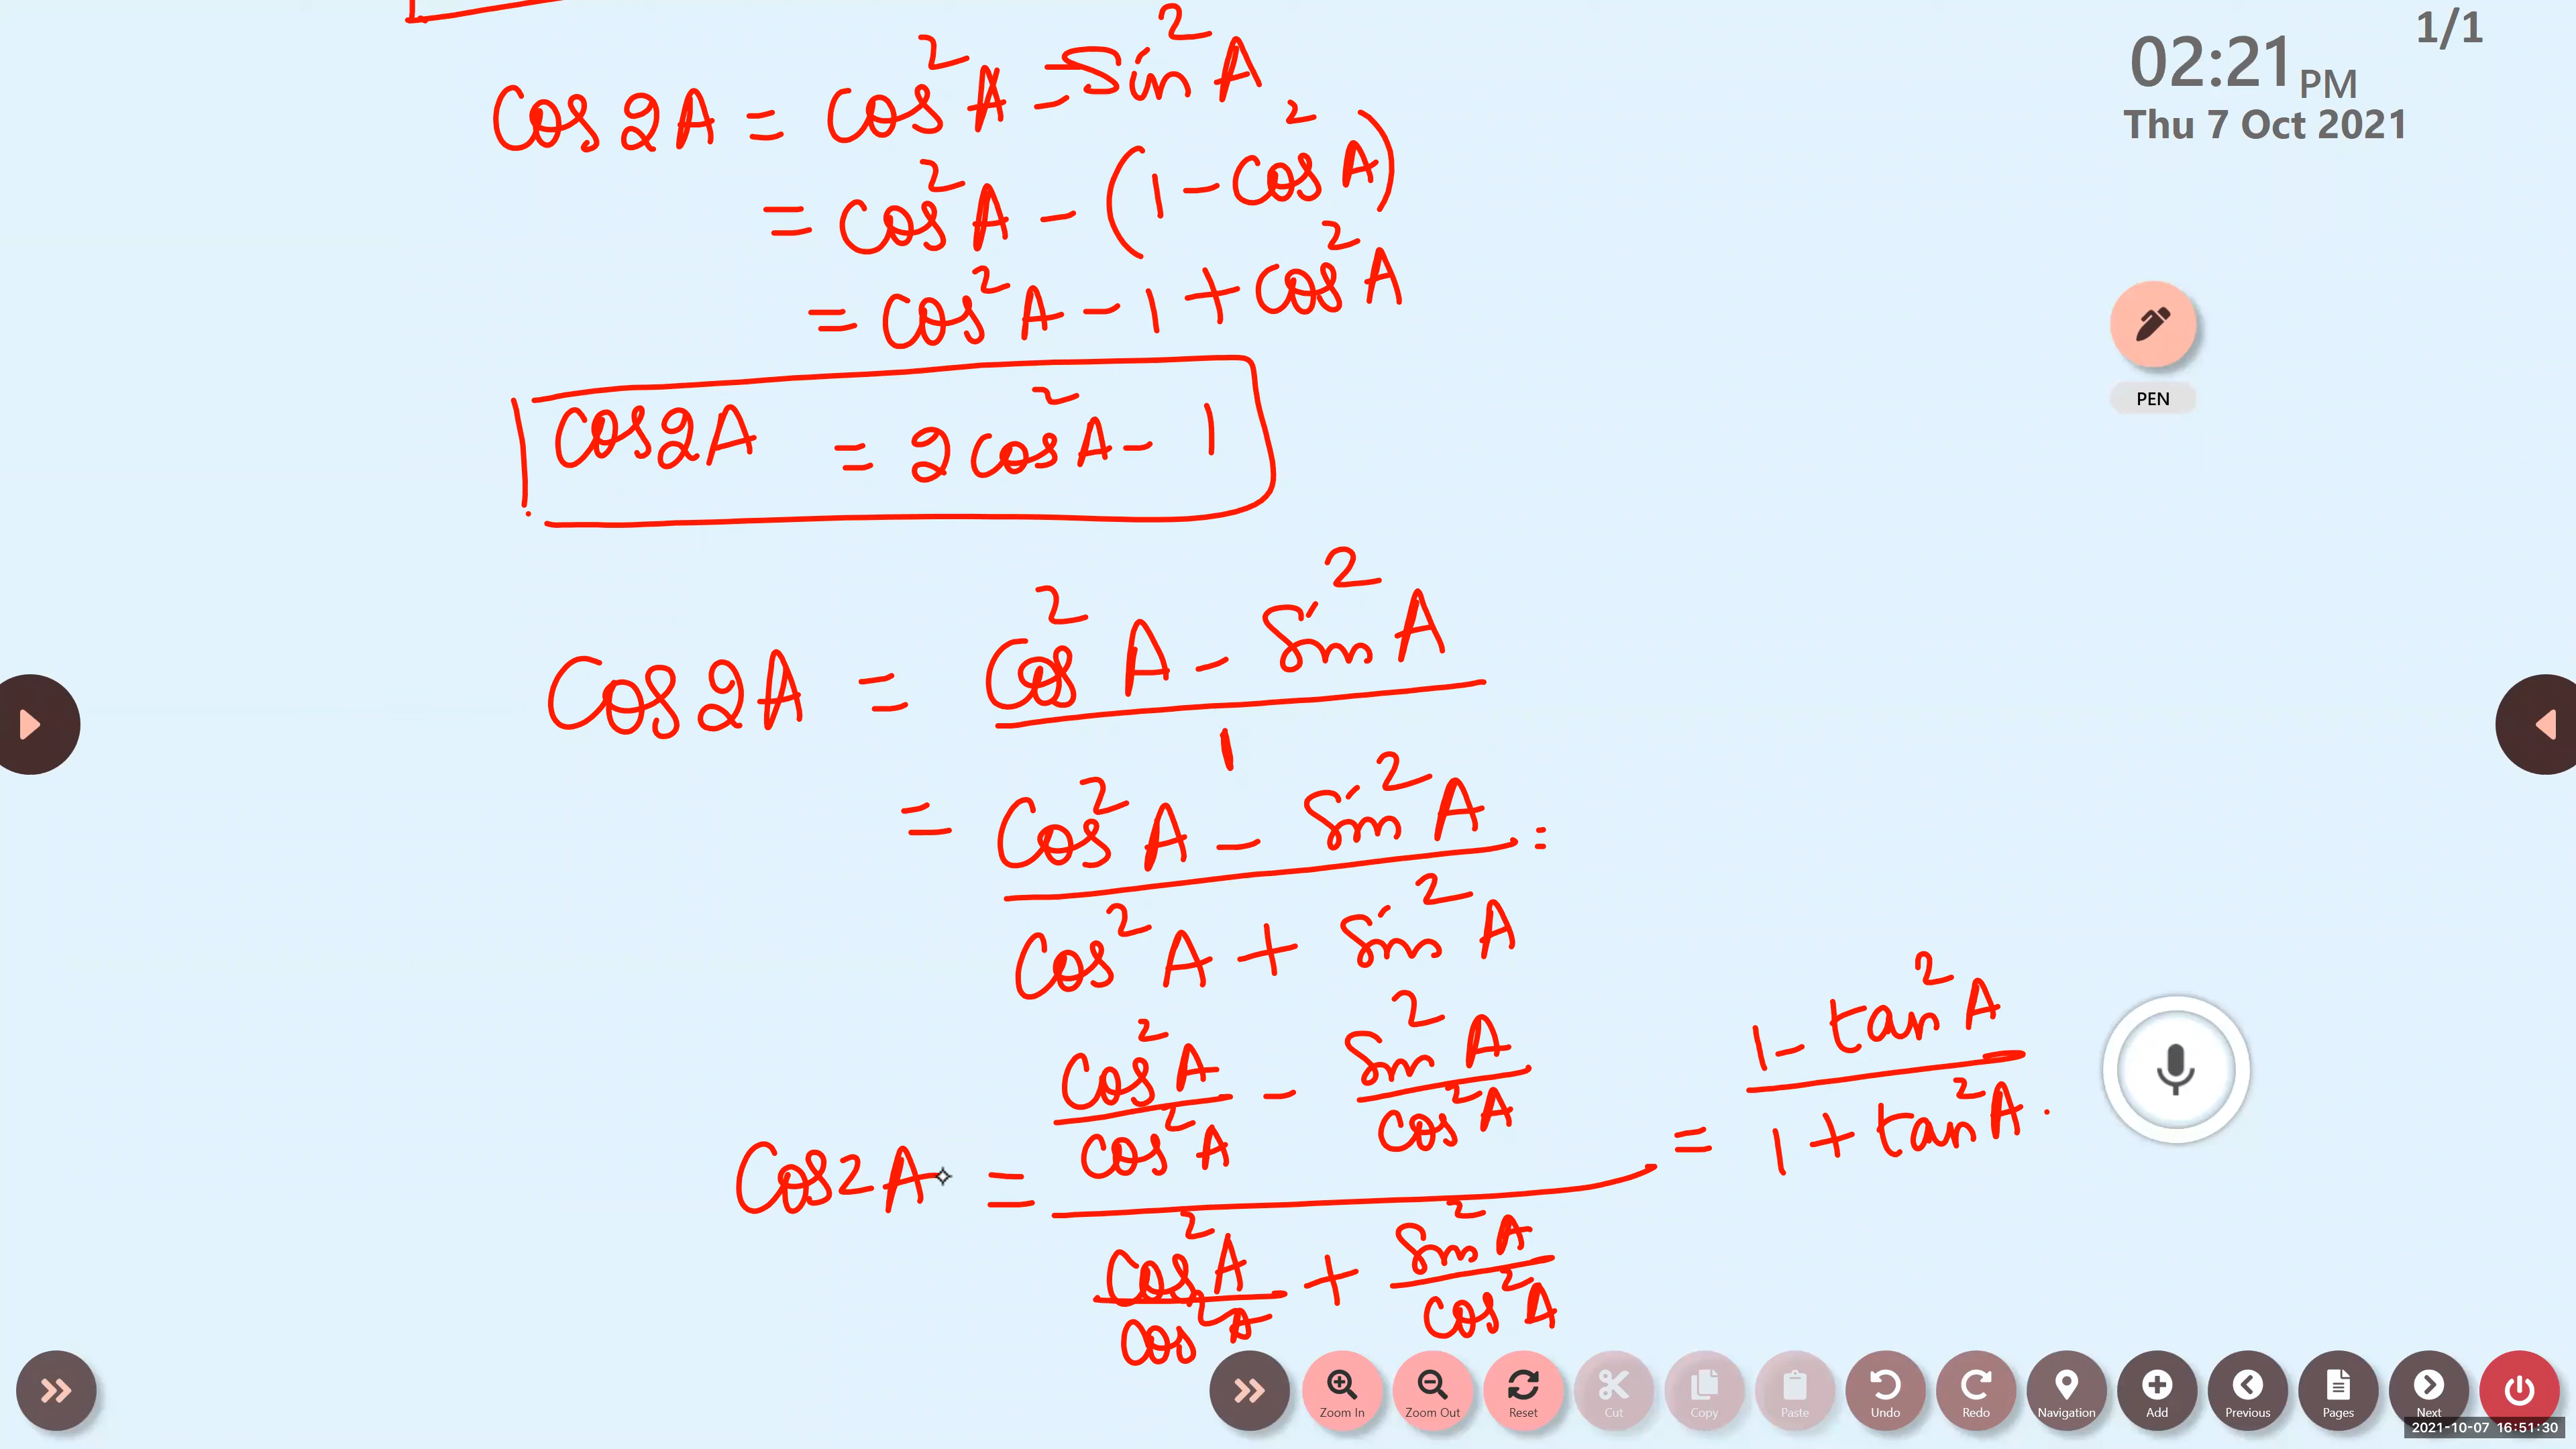 1/1
02:21 PM
Thu 7 Oct 2021
Cos 2A = Cos²A - Sin²A
= Cos²A - (1 - Cos²A)
= Cos²A - 1 + Cos²A
PEN
Cos2A = 2 Cos²A - 1
Cos 2A = Cos²A - Sin²A
1
= Cos²A - Sin²A =
Cos²A + Sin²A
Cos2A = Cos²A/Cos²A - Sin²A/Cos²A = 1 - tan²A
Cos²A/Cos²A + Sin²A/Cos²A 1 + tan²A.
Zoom In Zoom Out Reset Cut Copy Paste Undo Redo Navigation Add Previous Pages Next
2021-10-07 16:51:30